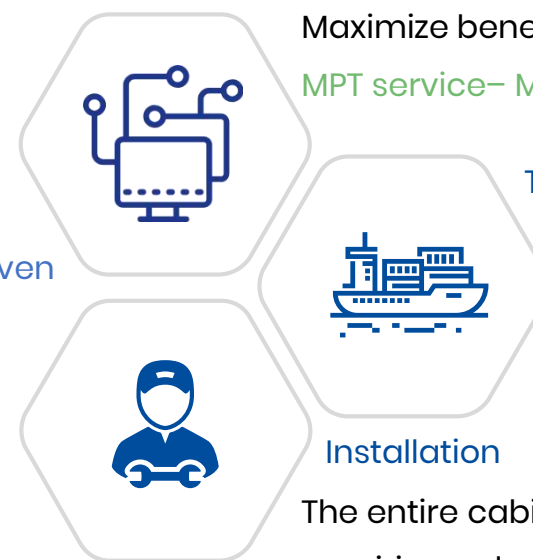 Maximize bene
MPT service– M
T
ven
Installation
The entire cabi